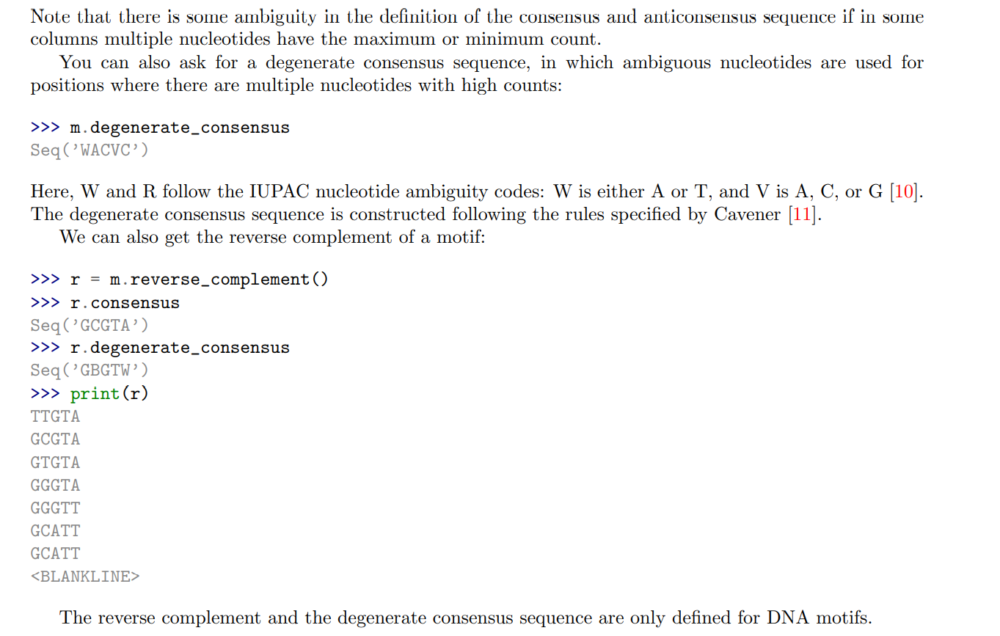 Note that there is some ambiguity in the definition of the consensus and anticonsensus sequence if in some
columns multiple nucleotides have the maximum or minimum count.
You can also ask for a degenerate consensus sequence, in which ambiguous nucleotides are used for
positions where there are multiple nucleotides with high counts:
>>> m.degenerate_consensus
Seq('WACVC')
Here, W and R follow the IUPAC nucleotide ambiguity codes: W is either A or T, and V is A, C, or G [10].
The degenerate consensus sequence is constructed following the rules specified by Cavener [11].
We can also get the reverse complement of a motif:
>>> r = m.reverse_complement()
>>> r.consensus
Seq('GCGTA')
>>> r.degenerate_consensus
Seq('GBGTW')
>>> print(r)
TTGTA
GCGTA
GTGTA
GGGTA
GGGTT
GCATT
GCATT
<BLANKLINE>
The reverse complement and the degenerate consensus sequence are only defined for DNA motifs.